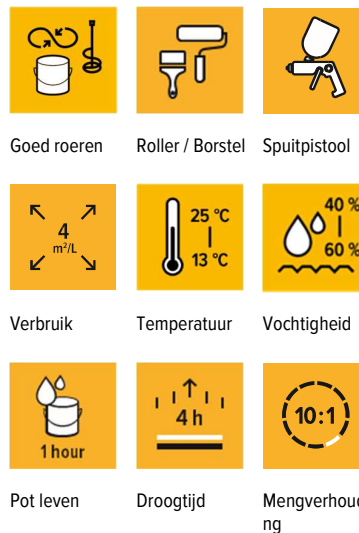 Goed roeren
Roller / Borstel
Spuitpistool
4
m²/L
25 °C
13 °C
40 %
60 %
Verbruik
Temperatuur
Vochtigheid
1 hour
4 h
10:1
Pot leven
Droogtijd
Mengverhoud
ng